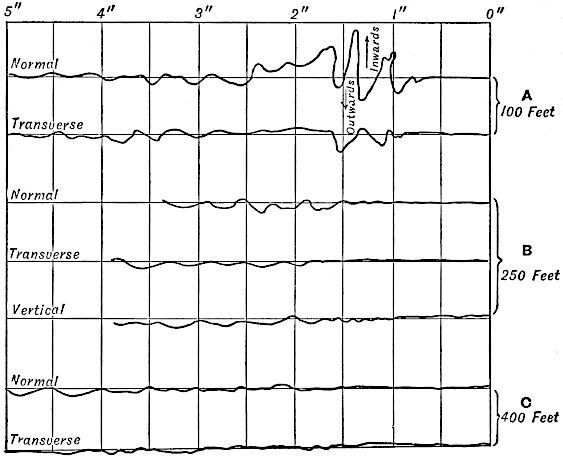 5" 4" 3" 2" 1" 0"
Normal
Inwards
Outwards
A
100 Feet
Transverse
Normal
Transverse
B
250 Feet
Vertical
Normal
C
400 Feet
Transverse